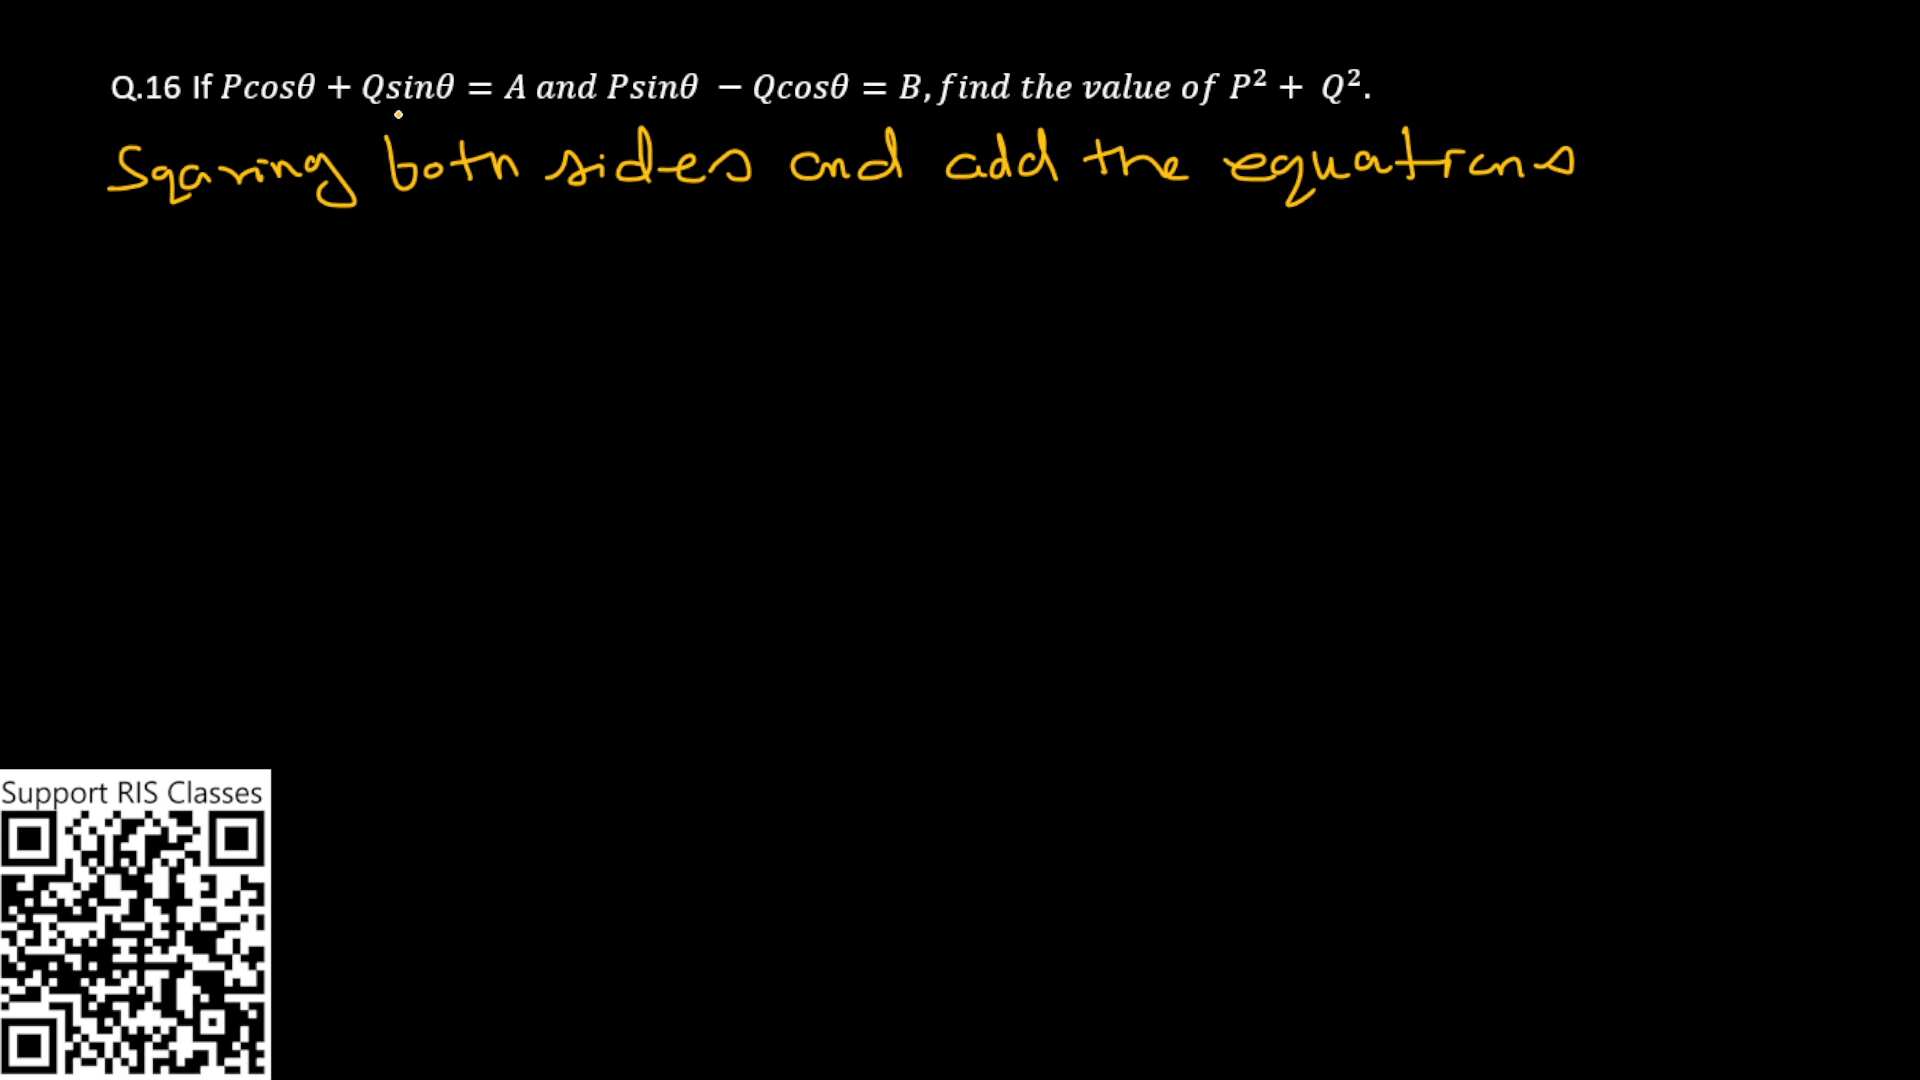 Q.16 If Pcosθ + Qsinθ = A and Psinθ − Qcosθ = B, find the value of P² + Q².
Sqaring both sides and add the equations
Support RIS Classes